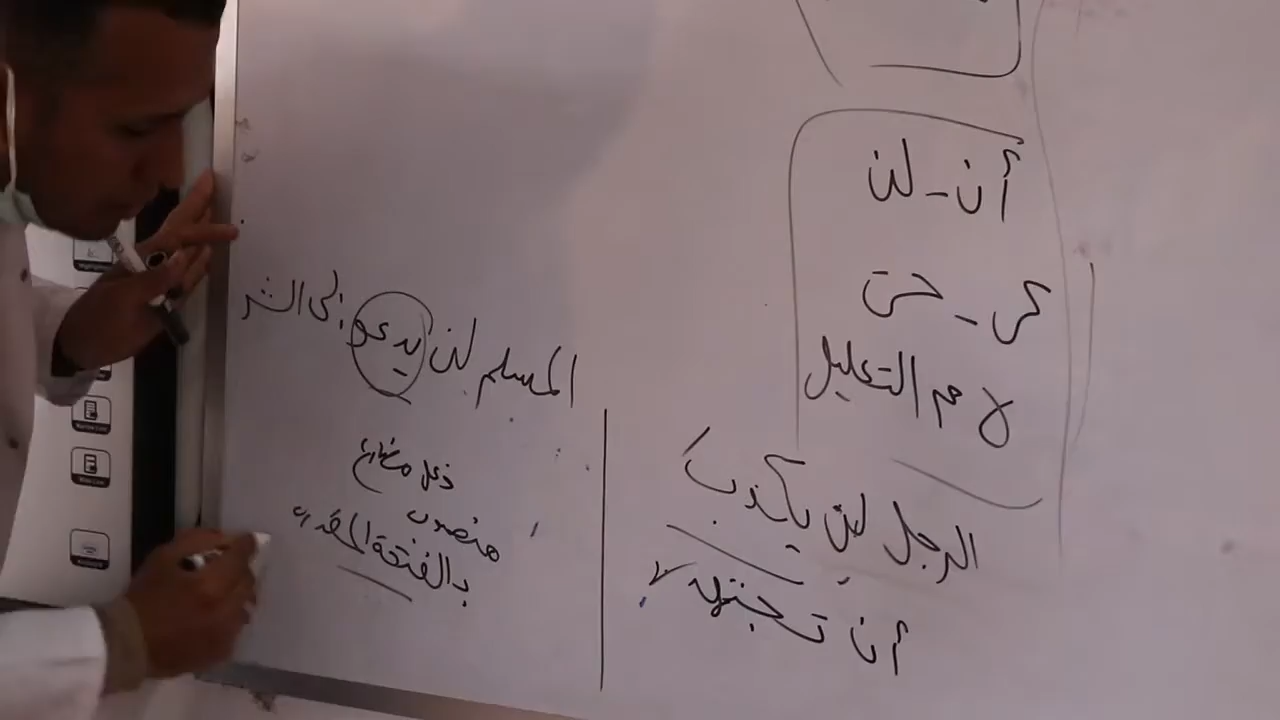 أن - لن
كي - حتى
لام التعليل
الرجل لن يكذب
أن تجتهد
المسلم لن يدعو إلى الشر
فعل مضارع
منصوب
بالفتحة المقدرة